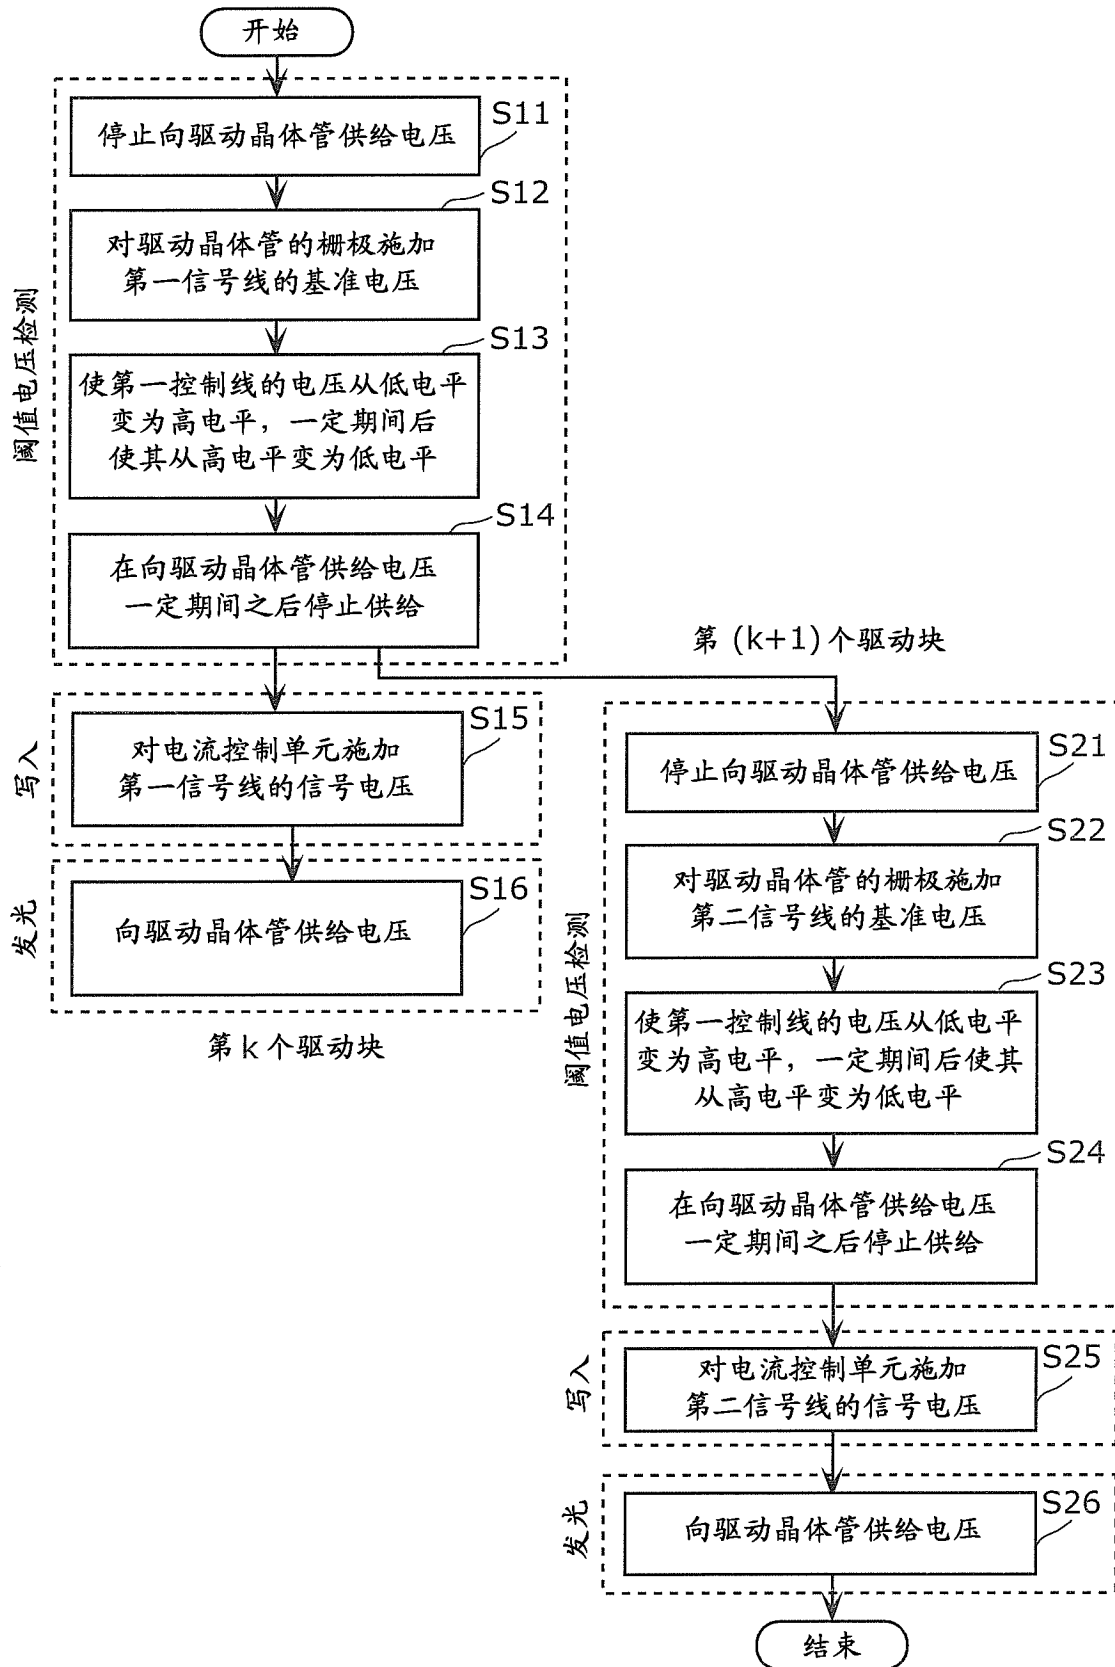 开始
阈值电压检测
S11
停止向驱动晶体管供给电压
S12
对驱动晶体管的栅极施加
第一信号线的基准电压
S13
使第一控制线的电压从低电平
变为高电平，一定期间后
使其从高电平变为低电平
S14
在向驱动晶体管供给电压
一定期间之后停止供给
写入
S15
对电流控制单元施加
第一信号线的信号电压
发光
S16
向驱动晶体管供给电压
第k个驱动块
第 (k+1) 个驱动块
阈值电压检测
S21
停止向驱动晶体管供给电压
S22
对驱动晶体管的栅极施加
第二信号线的基准电压
S23
使第一控制线的电压从低电平
变为高电平，一定期间后使其
从高电平变为低电平
S24
在向驱动晶体管供给电压
一定期间之后停止供给
写入
S25
对电流控制单元施加
第二信号线的信号电压
发光
S26
向驱动晶体管供给电压
结束